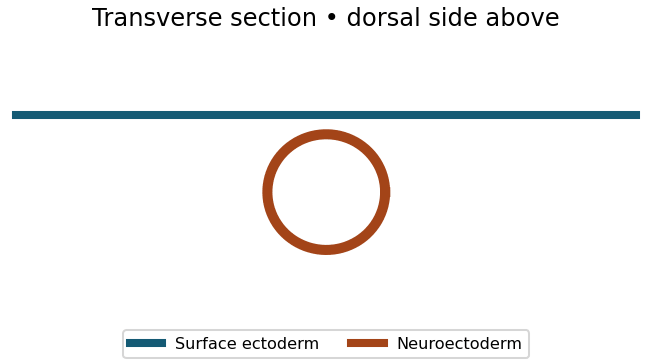 Transverse section • dorsal side above
Surface ectoderm
Neuroectoderm